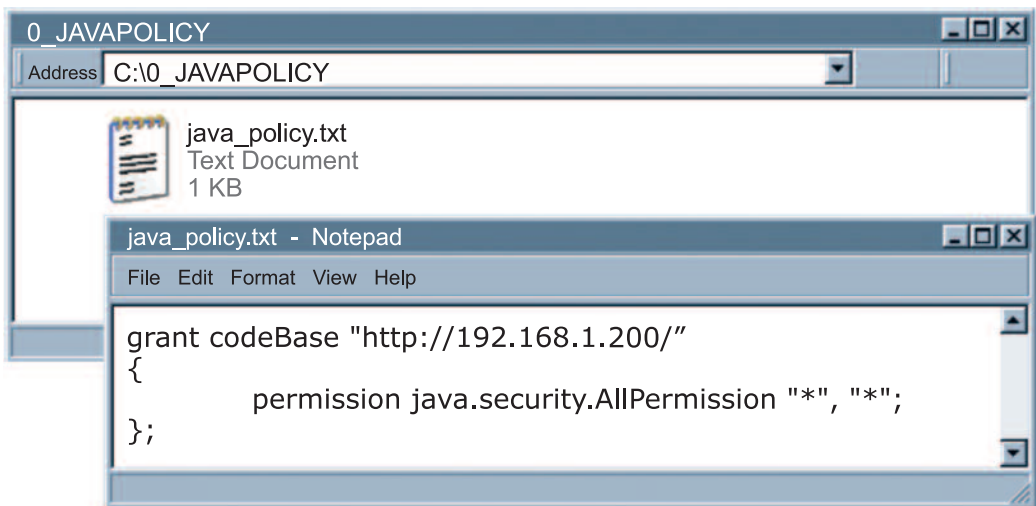 0_JAVAPOLICY
Address C:\0_JAVAPOLICY
java_policy.txt
Text Document
1 KB
java_policy.txt - Notepad
File Edit Format View Help
grant codeBase "http://192.168.1.200/”
{
permission java.security.AllPermission "*", "*";
};